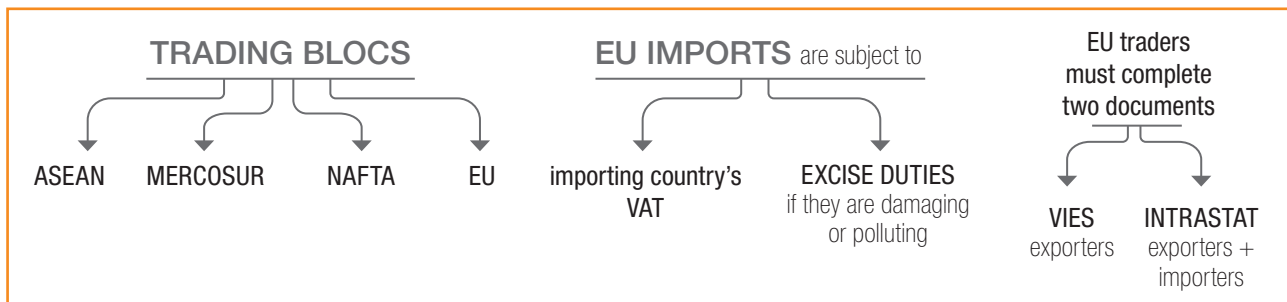 TRADING BLOCS
ASEAN
MERCOSUR
NAFTA
EU
EU IMPORTS are subject to
importing country's
VAT
EXCISE DUTIES
if they are damaging
or polluting
EU traders
must complete
two documents
VIES
exporters
INTRASTAT
exporters +
importers